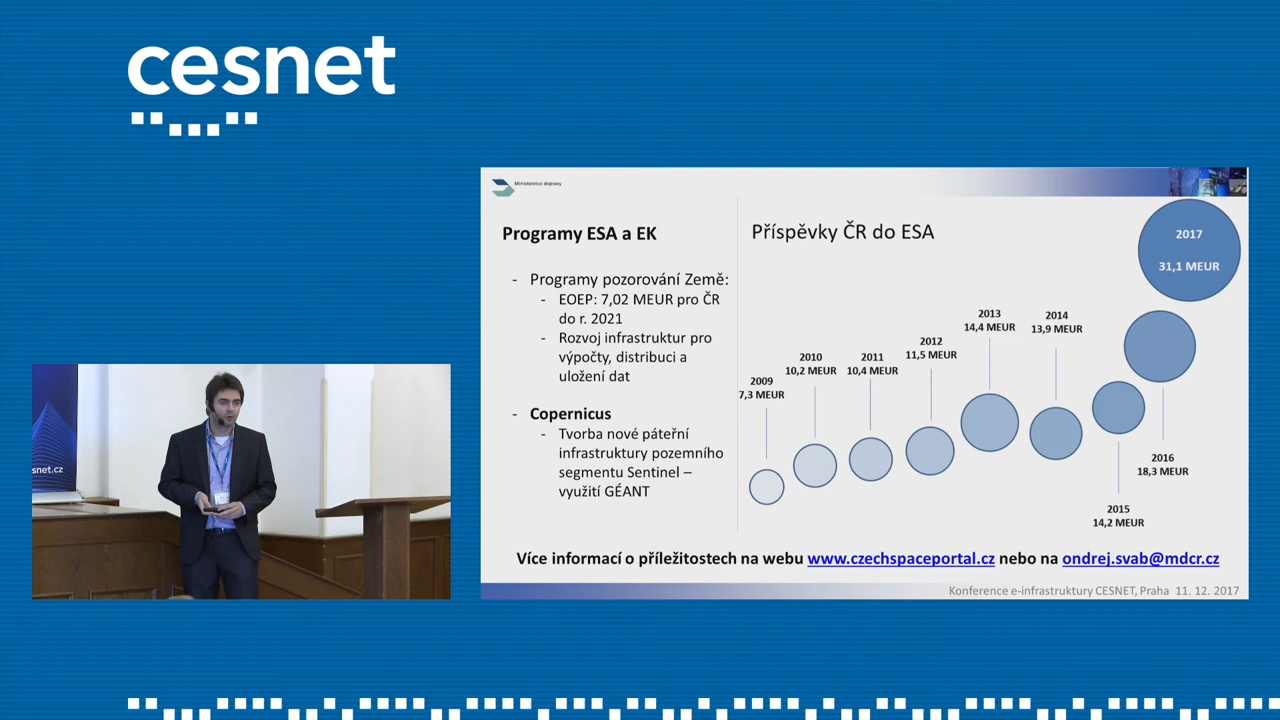 cesnet
snet.cz
Ministerstvo dopravy
Programy ESA a EK
- Programy pozorování Země:
- EOEP: 7,02 MEUR pro ČR
do r. 2021
- Rozvoj infrastruktur pro
výpočty, distribuci a
uložení dat
- Copernicus
- Tvorba nové páteřní
infrastruktury pozemního
segmentu Sentinel –
využití GÉANT
Příspěvky ČR do ESA
2009
7,3 MEUR
2010
10,2 MEUR
2011
10,4 MEUR
2012
11,5 MEUR
2013
14,4 MEUR
2014
13,9 MEUR
2015
14,2 MEUR
2016
18,3 MEUR
2017
31,1 MEUR
Více informací o příležitostech na webu www.czechspaceportal.cz nebo na ondrej.svab@mdcr.cz
Konference e-infrastruktury CESNET, Praha 11. 12. 2017